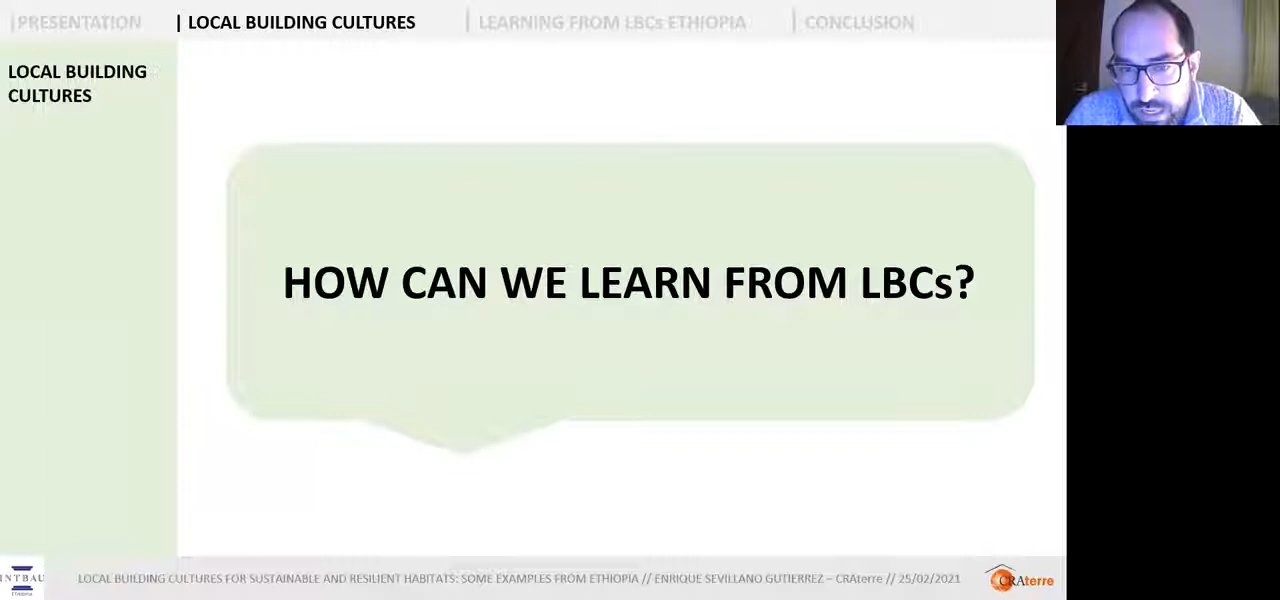 |PRESENTATION
| LOCAL BUILDING CULTURES
| LEARNING FROM LBCs ETHIOPIA
| CONCLUSION
LOCAL BUILDING
CULTURES
HOW CAN WE LEARN FROM LBCs?
INTBAU
LOCAL BUILDING CULTURES FOR SUSTAINABLE AND RESILIENT HABITATS: SOME EXAMPLES FROM ETHIOPIA // ENRIQUE SEVILLANO GUTIERREZ – CRAterre // 25/02/2021
CRAterre